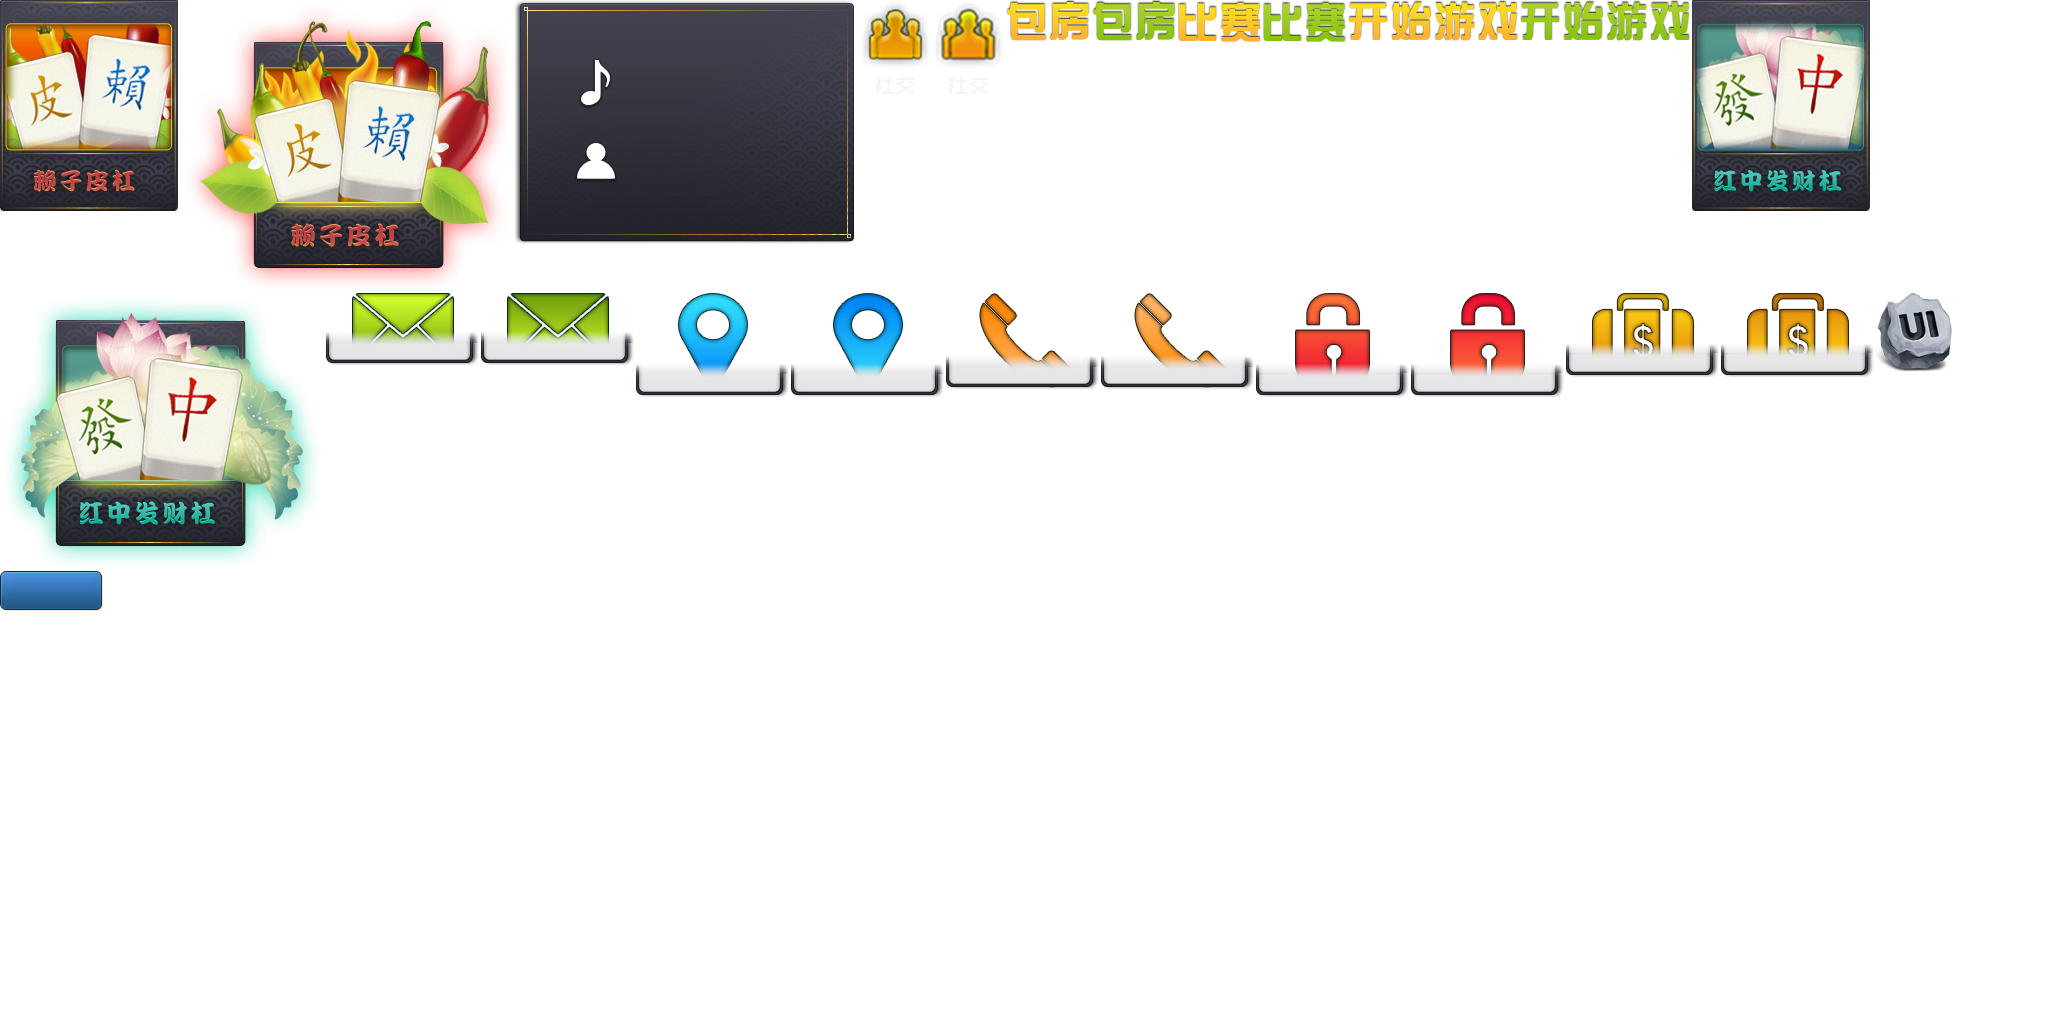 包房包房比赛比赛开始游戏开始游戏
社交 社交
皮 賴
赖子皮杠
皮 賴
赖子皮杠
發 中
红中发财杠
發 中
红中发财杠
$ $
UI